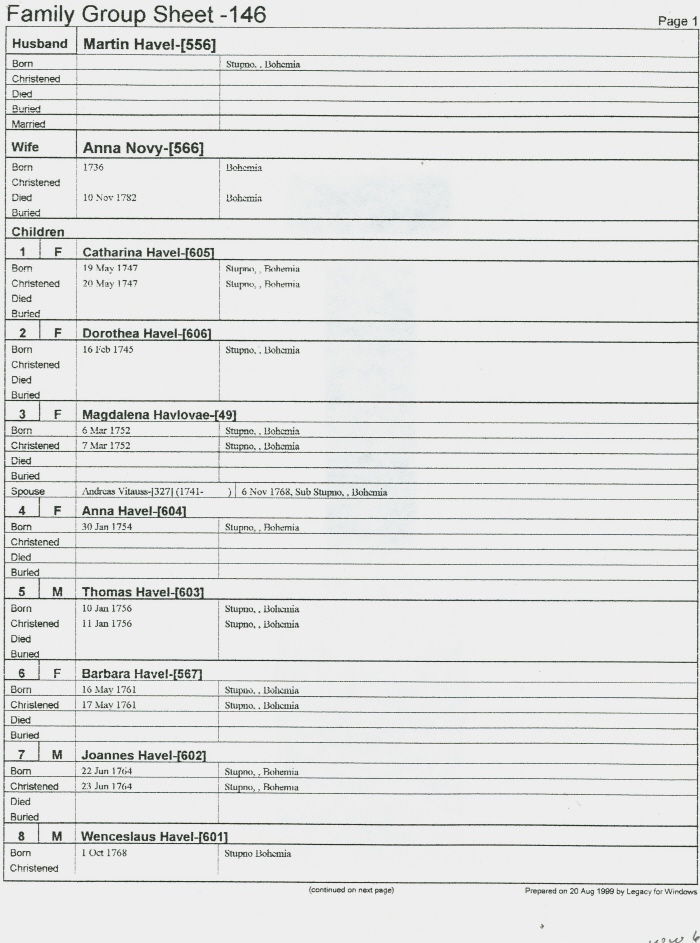 Family Group Sheet -146
Page 1
Husband Martin Havel-[556]
Born Stupno, , Bohemia
Christened
Died
Buried
Married
Wife Anna Novy-[566]
Born 1736 Bohemia
Christened
Died 10 Nov 1782 Bohemia
Buried
Children
1 F Catharina Havel-[605]
Born 19 May 1747 Stupno, , Bohemia
Christened 20 May 1747 Stupno, , Bohemia
Died
Buried
2 F Dorothea Havel-[606]
Born 16 Feb 1745 Stupno, , Bohemia
Christened
Died
Buried
3 F Magdalena Havlovae-[49]
Born 6 Mar 1752 Stupno, , Bohemia
Christened 7 Mar 1752 Stupno, , Bohemia
Died
Buried
Spouse Andreas Vitauss-[327] (1741- ) 6 Nov 1768, Sub Stupno, , Bohemia
4 F Anna Havel-[604]
Born 30 Jan 1754 Stupno, , Bohemia
Christened
Died
Buried
5 M Thomas Havel-[603]
Born 10 Jan 1756 Stupno, , Bohemia
Christened 11 Jan 1756 Stupno, , Bohemia
Died
Buried
6 F Barbara Havel-[567]
Born 16 May 1761 Stupno, , Bohemia
Christened 17 May 1761 Stupno, , Bohemia
Died
Buried
7 M Joannes Havel-[602]
Born 22 Jun 1764 Stupno, , Bohemia
Christened 23 Jun 1764 Stupno, , Bohemia
Died
Buried
8 M Wenceslaus Havel-[601]
Born 1 Oct 1768 Stupno Bohemia
Christened
(continued on next page)
Prepared on 20 Aug 1999 by Legacy for Windows